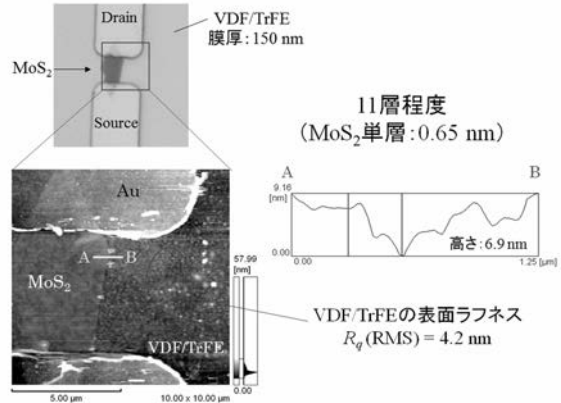 Drain
VDF/TrFE
膜厚:150 nm
MoS₂
Source
11層程度
(MoS₂単層:0.65 nm)
Au
A
B
MoS₂
VDF/TrFE
57.99
[nm]
0.00
5.00 μm
10.00 x 10.00 μm
A
B
9.16
[nm]
0.00
0.00
高さ:6.9 nm
1.25 [μm]
VDF/TrFEの表面ラフネス
Rq (RMS) = 4.2 nm